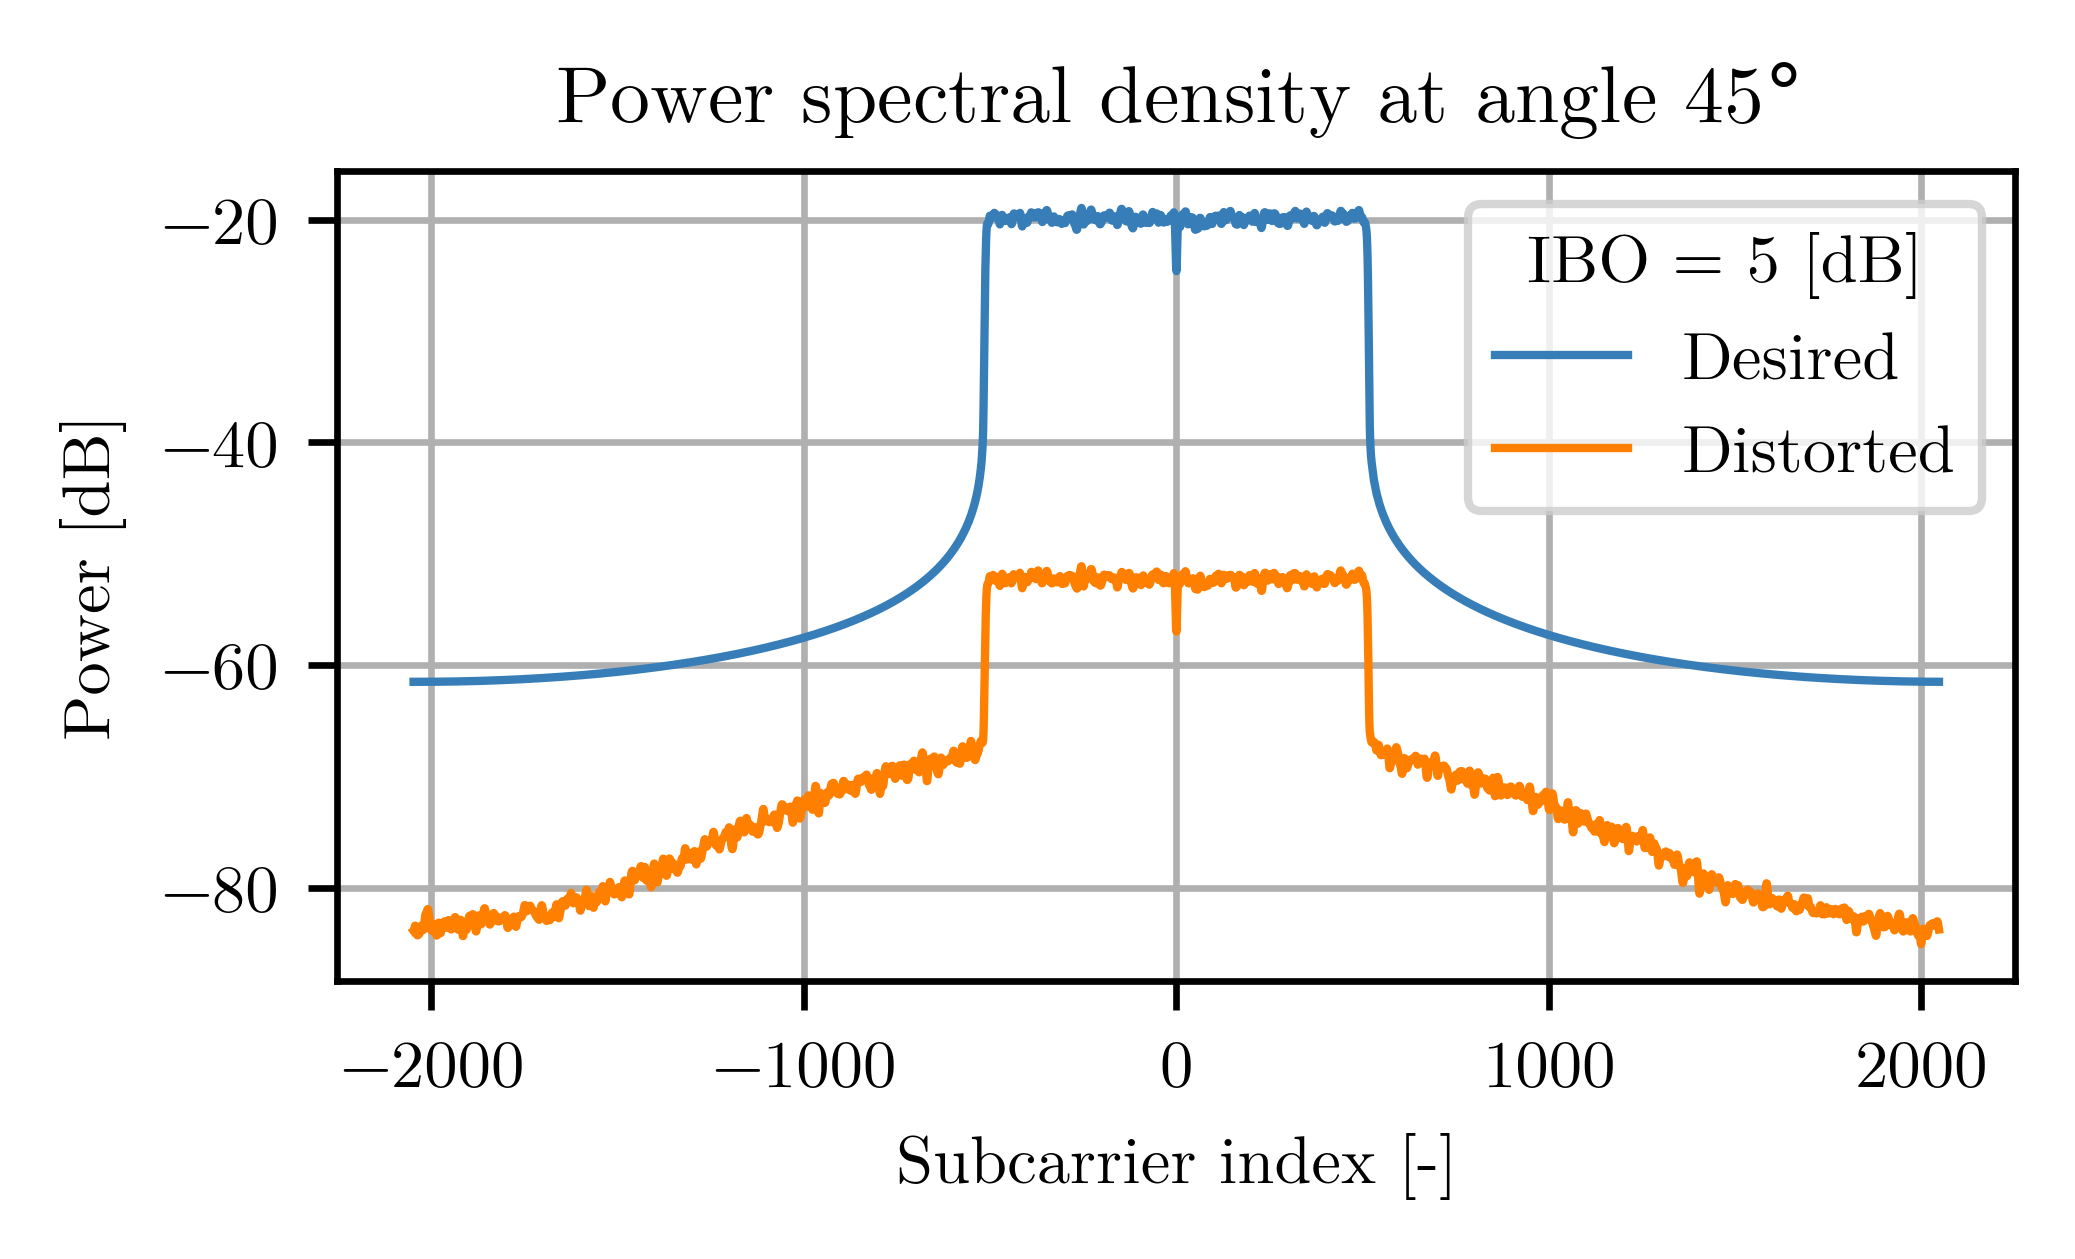 Power spectral density at angle 45°
Power [dB]
−20
−40
−60
−80
IBO = 5 [dB]
Desired
Distorted
−2000
−1000
0
1000
2000
Subcarrier index [-]